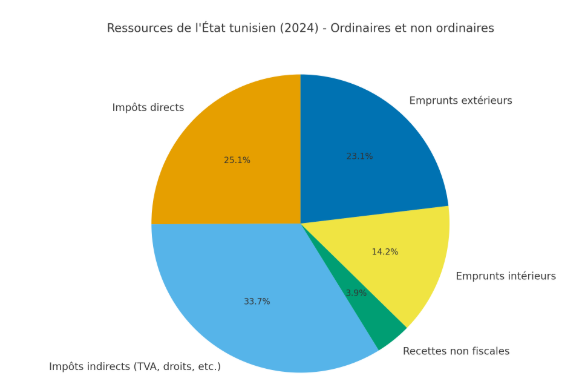 Ressources de l'État tunisien (2024) - Ordinaires et non ordinaires
Emprunts extérieurs
Impôts directs
23.1%
25.1%
14.2%
Emprunts intérieurs
3.9%
33.7%
Recettes non fiscales
Impôts indirects (TVA, droits, etc.)